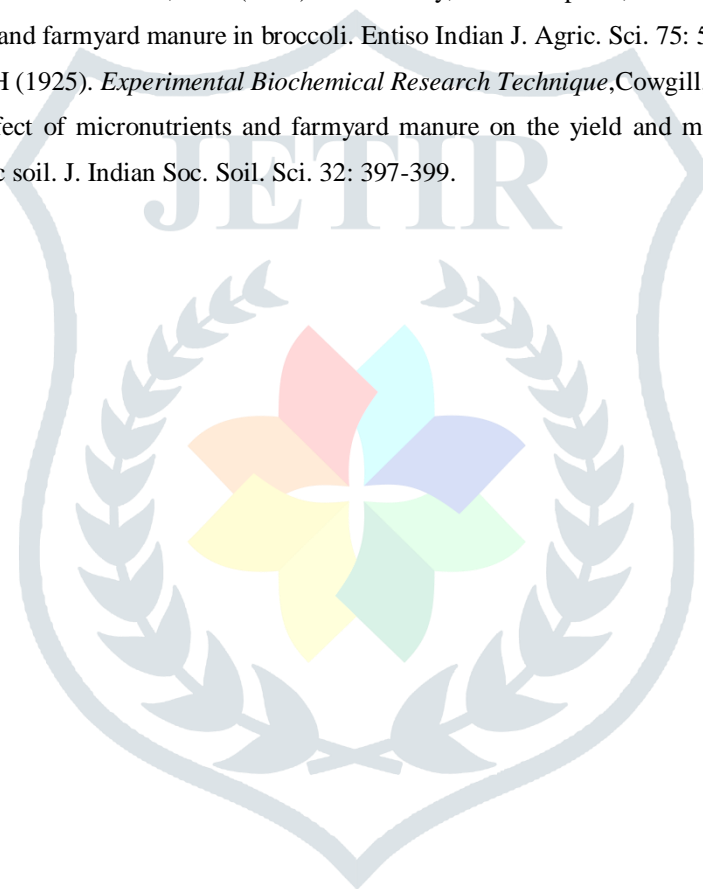 and farmyard manure in broccoli. Entiso Indian J. Agric. Sci. 75: 5
H (1925). Experimental Biochemical Research Technique,Cowgill
fect of micronutrients and farmyard manure on the yield and m
c soil. J. Indian Soc. Soil. Sci. 32: 397-399.
JETIR